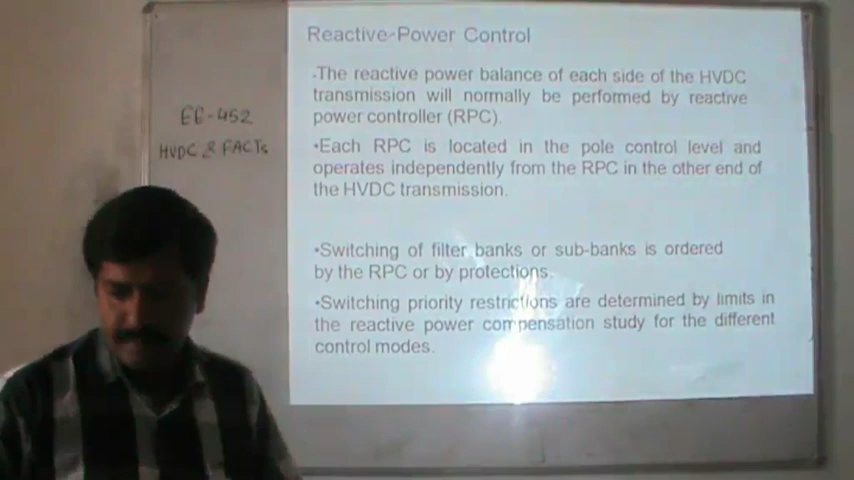 EE-452
HVDC & FACTs
Reactive-Power Control
•The reactive power balance of each side of the HVDC
transmission will normally be performed by reactive
power controller (RPC).
•Each RPC is located in the pole control level and
operates independently from the RPC in the other end of
the HVDC transmission.
•Switching of filter banks or sub-banks is ordered
by the RPC or by protections.
•Switching priority restrictions are determined by limits in
the reactive power compensation study for the different
control modes.